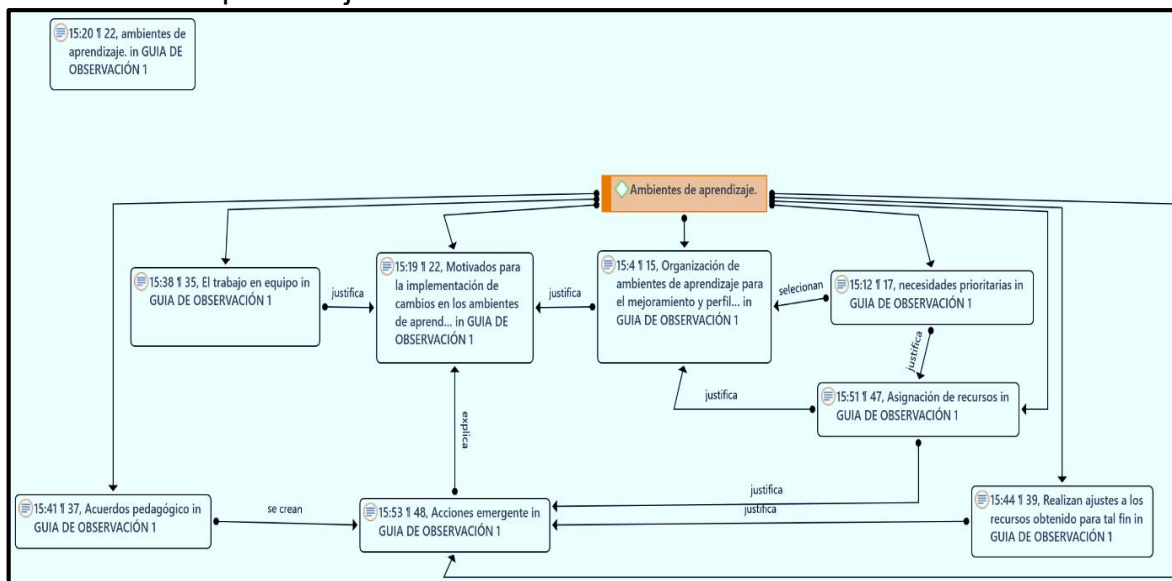 15:20 ¶ 22, ambientes de
aprendizaje. in GUIA DE
OBSERVACIÓN 1
Ambientes de aprendizaje.
15:38 ¶ 35, El trabajo en equipo in
GUIA DE OBSERVACIÓN 1
justifica
15:19 ¶ 22, Motivados para
la implementación de
cambios en los ambientes
de aprend... in GUIA DE
OBSERVACIÓN 1
justifica
15:4 ¶ 15, Organización de
ambientes de aprendizaje para
el mejoramiento y perfil... in
GUIA DE OBSERVACIÓN 1
selecionan
15:12 ¶ 17, necesidades prioritarias in
GUIA DE OBSERVACIÓN 1
justifica
justifica
15:51 ¶ 47, Asignación de recursos in
GUIA DE OBSERVACIÓN 1
explica
15:41 ¶ 37, Acuerdos pedagógico in
GUIA DE OBSERVACIÓN 1
se crean
15:53 ¶ 48, Acciones emergente in
GUIA DE OBSERVACIÓN 1
justifica
justifica
15:44 ¶ 39, Realizan ajustes a los
recursos obtenido para tal fin in
GUIA DE OBSERVACIÓN 1